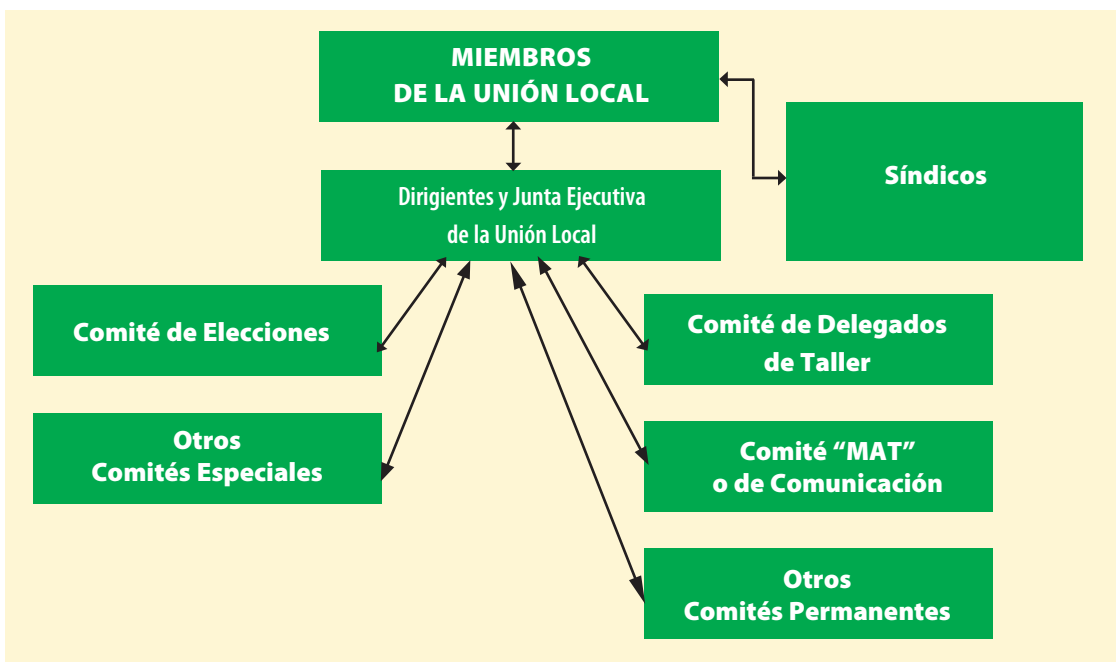 MIEMBROS
DE LA UNIÓN LOCAL
Síndicos
Dirigientes y Junta Ejecutiva
de la Unión Local
Comité de Elecciones
Otros
Comités Especiales
Comité de Delegados
de Taller
Comité “MAT”
o de Comunicación
Otros
Comités Permanentes